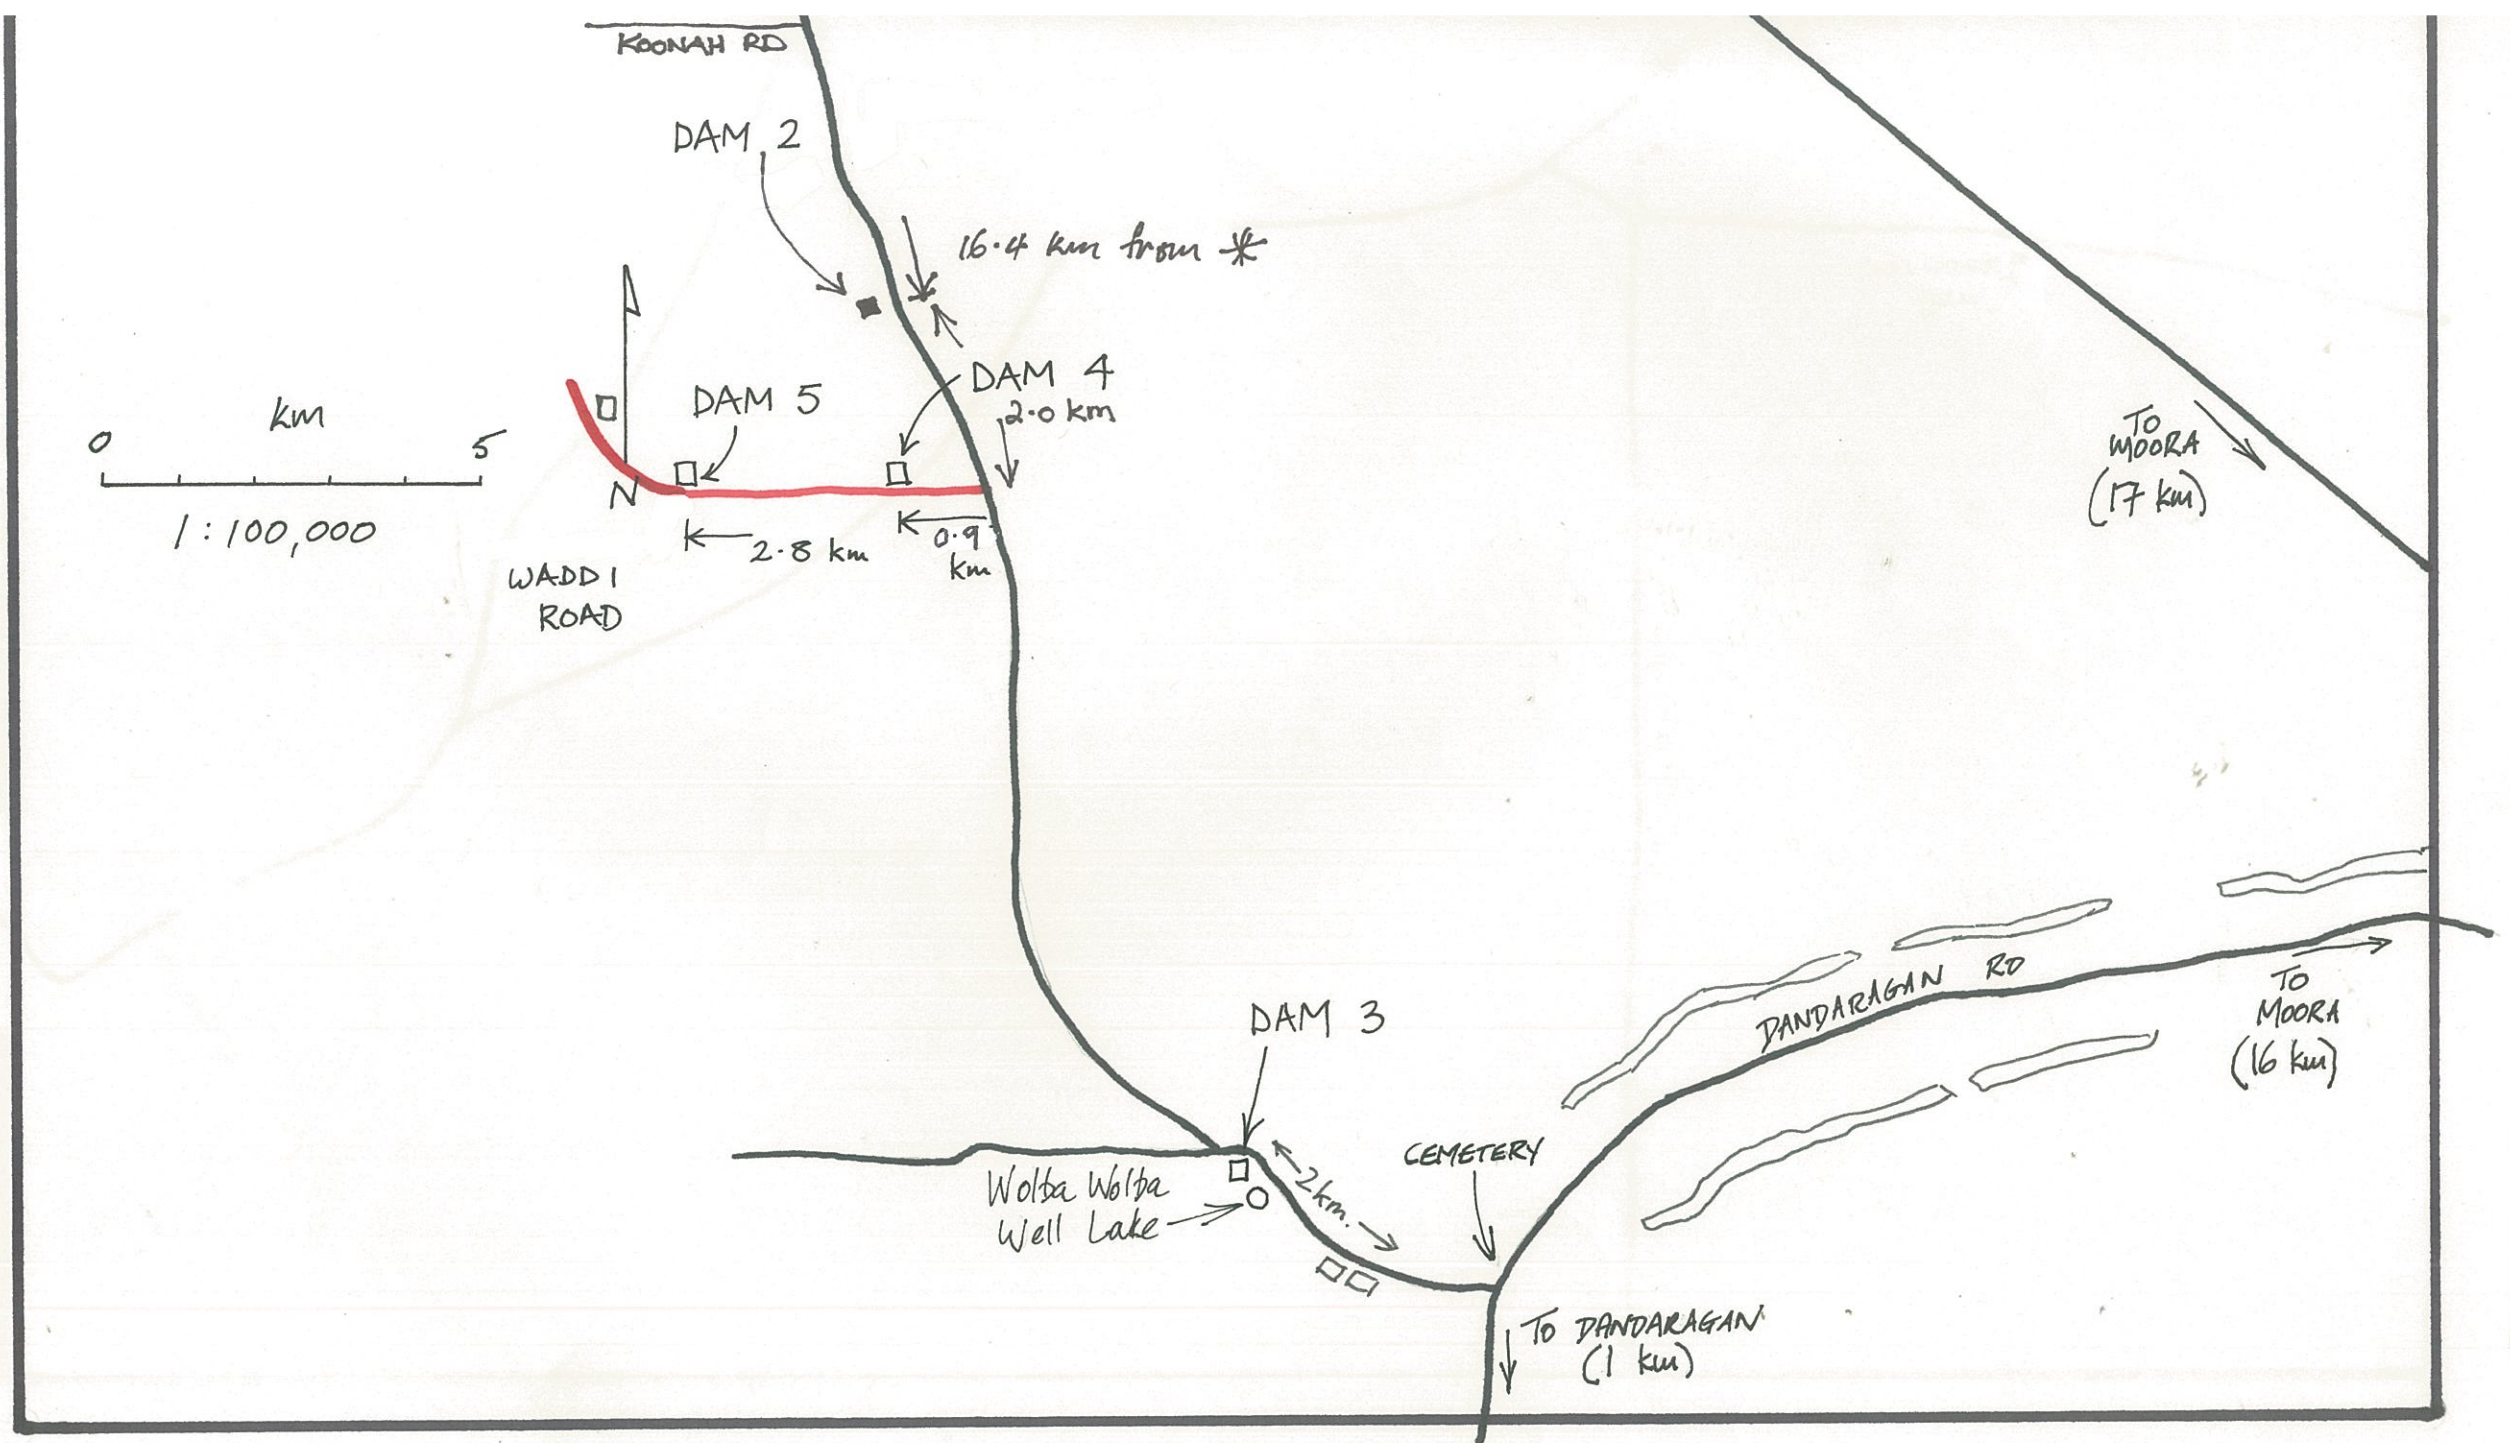 KOONAH RD
DAM 2
16.4 km from *
DAM 4
2.0 km
DAM 5
km
0 5
1:100,000
N
2.8 km
0.9
km
WADDI
ROAD
TO
MOORA
(17 km)
DANDARAGAN RD
TO
MOORA
(16 km)
DAM 3
2km.
CEMETERY
Wolba Wolba
Well Lake
TO DANDARAGAN
(1 km)